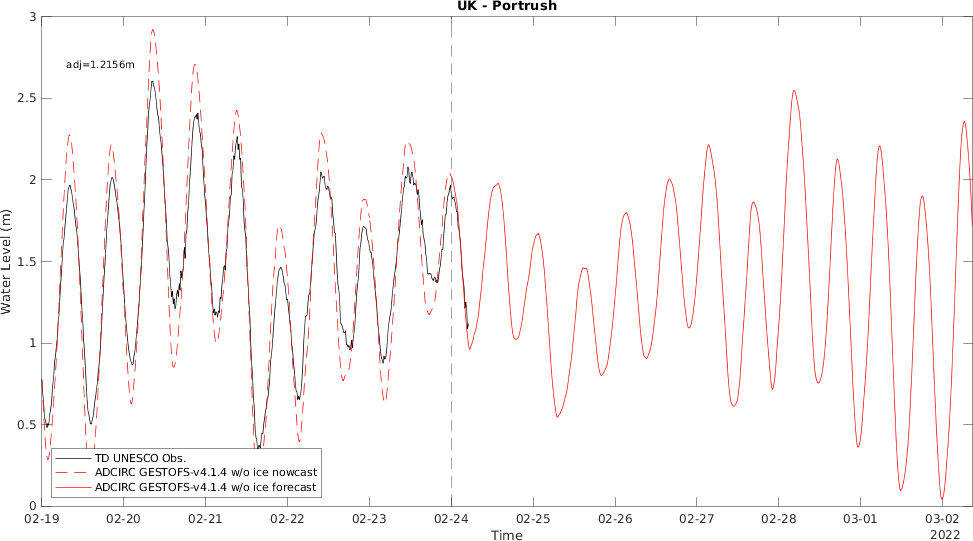 UK - Portrush
3
adj=1.2156m
2.5
2
Water Level (m)
1.5
1
0.5
TD UNESCO Obs.
ADCIRC GESTOFS-v4.1.4 w/o ice nowcast
ADCIRC GESTOFS-v4.1.4 w/o ice forecast
0
02-19 02-20 02-21 02-22 02-23 02-24 02-25 02-26 02-27 02-28 03-01 03-02
Time 2022